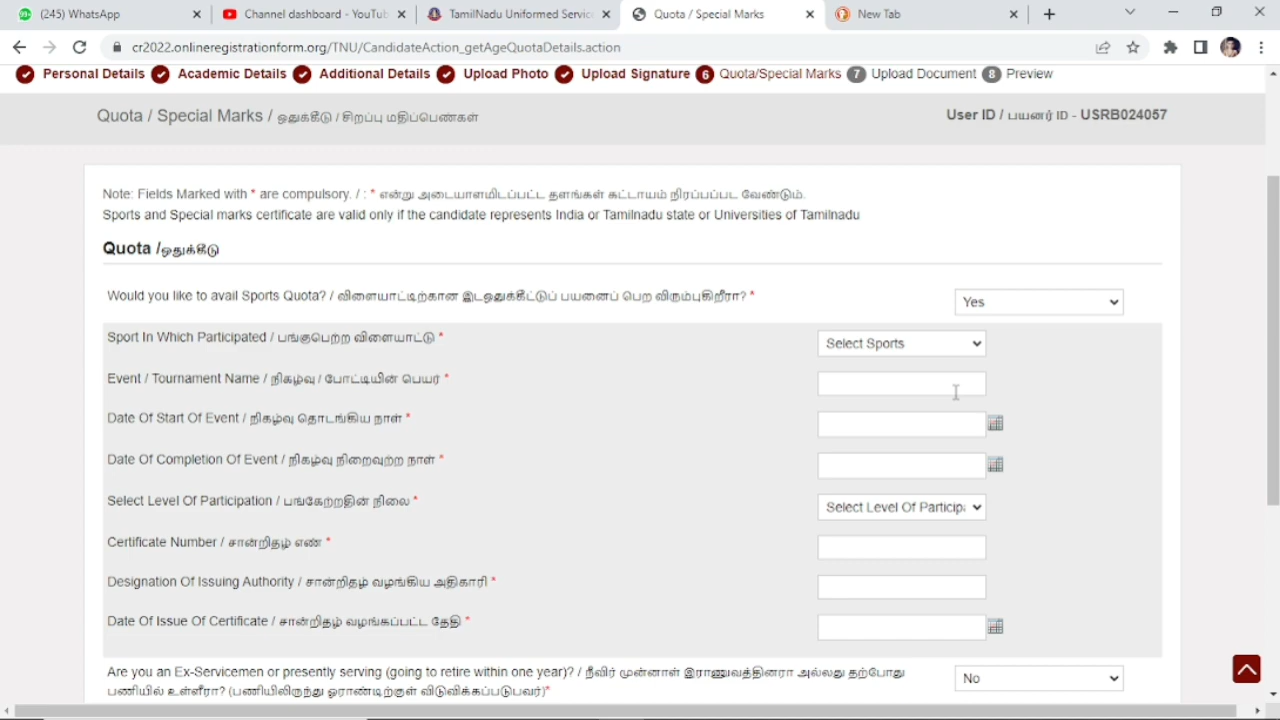 (245) WhatsApp
Channel dashboard - YouTub
TamilNadu Uniformed Servic
Quota / Special Marks
New Tab
cr2022.onlineregistrationform.org/TNU/CandidateAction_getAgeQuotaDetails.action
Personal Details Academic Details Additional Details Upload Photo Upload Signature 6 Quota/Special Marks 7 Upload Document 8 Preview
Quota / Special Marks / ஒதுக்கீடு / சிறப்பு மதிப்பெண்கள்
User ID / பயனர் ID - USRB024057
Note: Fields Marked with * are compulsory. / : * என்று அடையாளமிடப்பட்ட தளங்கள் கட்டாயம் நிரப்பப்பட வேண்டும்.
Sports and Special marks certificate are valid only if the candidate represents India or Tamilnadu state or Universities of Tamilnadu
Quota /ஒதுக்கீடு
Would you like to avail Sports Quota? / விளையாட்டிற்கான இடஒதுக்கீட்டுப் பயனைப் பெற விரும்புகிறீரா? *
Yes
Sport In Which Participated / பங்குபெற்ற விளையாட்டு *
Select Sports
Event / Tournament Name / நிகழ்வு / போட்டியின் பெயர் *
Date Of Start Of Event / நிகழ்வு தொடங்கிய நாள் *
Date Of Completion Of Event / நிகழ்வு நிறைவுற்ற நாள் *
Select Level Of Participation / பங்கேற்றதின் நிலை *
Select Level Of Particip
Certificate Number / சான்றிதழ் எண் *
Designation Of Issuing Authority / சான்றிதழ் வழங்கிய அதிகாரி *
Date Of Issue Of Certificate / சான்றிதழ் வழங்கப்பட்ட தேதி *
Are you an Ex-Servicemen or presently serving (going to retire within one year)? / நீவிர் முன்னாள் இராணுவத்தினரா அல்லது தற்போது
பணியில் உள்ளீரா? (பணியிலிருந்து ஓராண்டிற்குள் விடுவிக்கப்படுபவர்)*
No